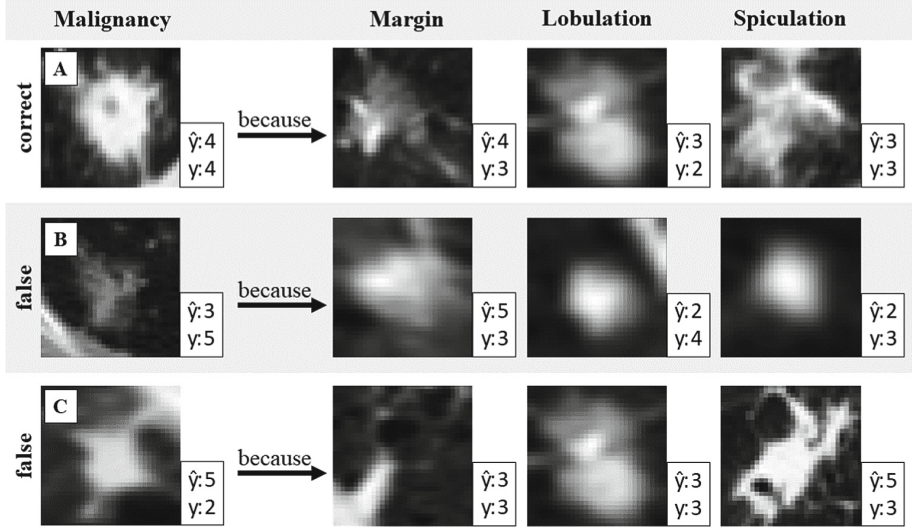 Malignancy Margin Lobulation Spiculation
correct
A
ŷ:4
y:4
because
ŷ:4
y:3
ŷ:3
y:2
ŷ:3
y:3
false
B
ŷ:3
y:5
because
ŷ:5
y:3
ŷ:2
y:4
ŷ:2
y:3
false
C
ŷ:5
y:2
because
ŷ:3
y:3
ŷ:3
y:3
ŷ:5
y:3